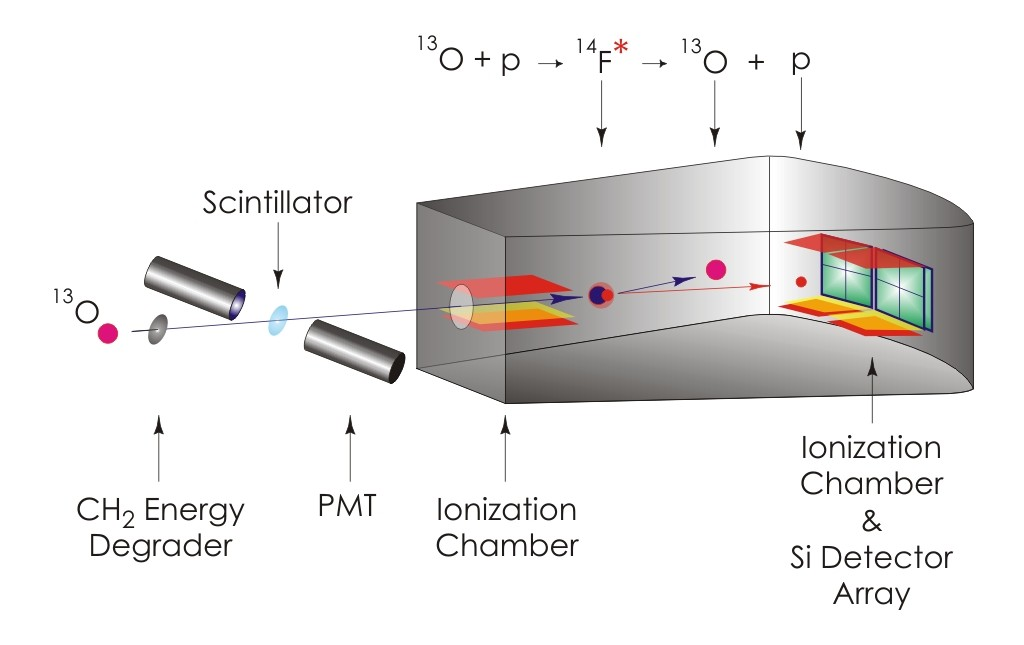 ¹³O + p → ¹⁴F* → ¹³O + p
Scintillator
¹³O
CH₂ Energy
Degrader
PMT
Ionization
Chamber
Ionization
Chamber
&
Si Detector
Array